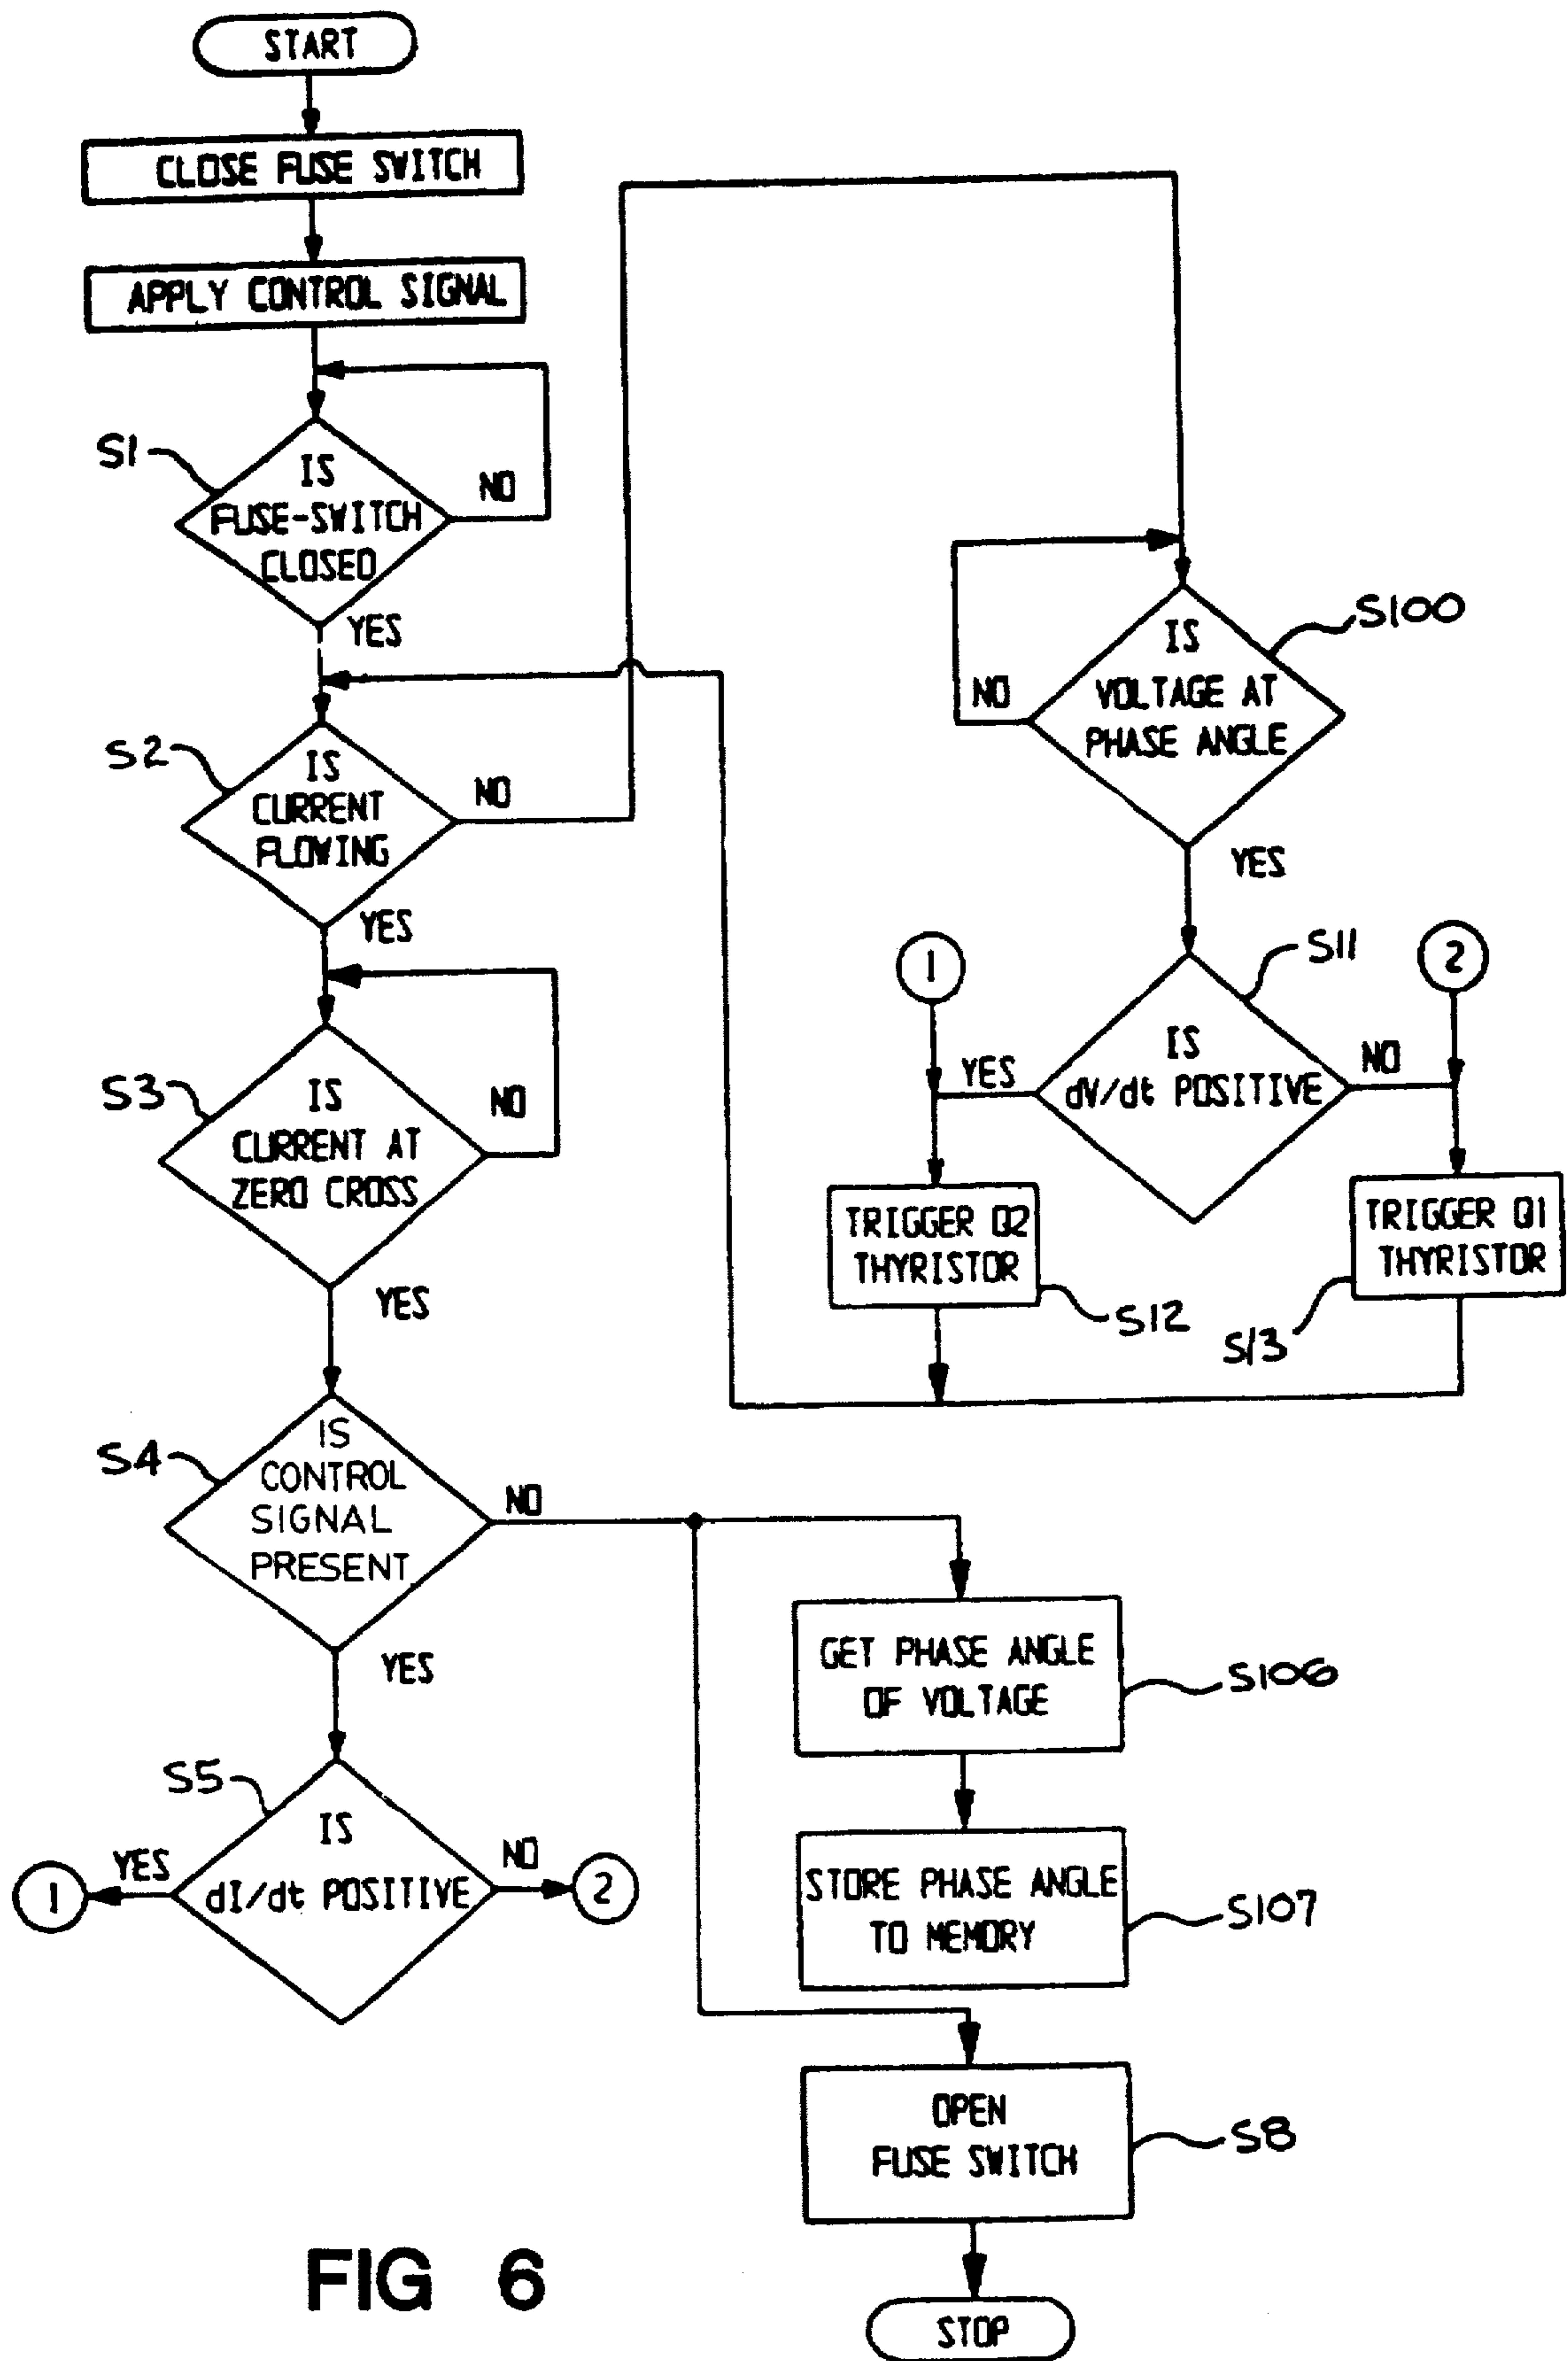 START
CLOSE FUSE SWITCH
APPLY CONTROL SIGNAL
S1
IS
FUSE-SWITCH
CLOSED
NO
YES
S2
IS
CURRENT
FLOWING
NO
YES
S3
IS
CURRENT AT
ZERO CROSS
NO
YES
S4
IS
CONTROL
SIGNAL
PRESENT
NO
YES
S5
IS
dI/dt POSITIVE
YES
1
NO
2
S100
IS
VOLTAGE AT
PHASE ANGLE
NO
YES
1
S11
2
IS
dV/dt POSITIVE
YES
NO
TRIGGER Q2
THYRISTOR
S12
TRIGGER Q1
THYRISTOR
S13
GET PHASE ANGLE
OF VOLTAGE
S106
STORE PHASE ANGLE
TO MEMORY
S107
OPEN
FUSE SWITCH
S8
STOP
FIG 6